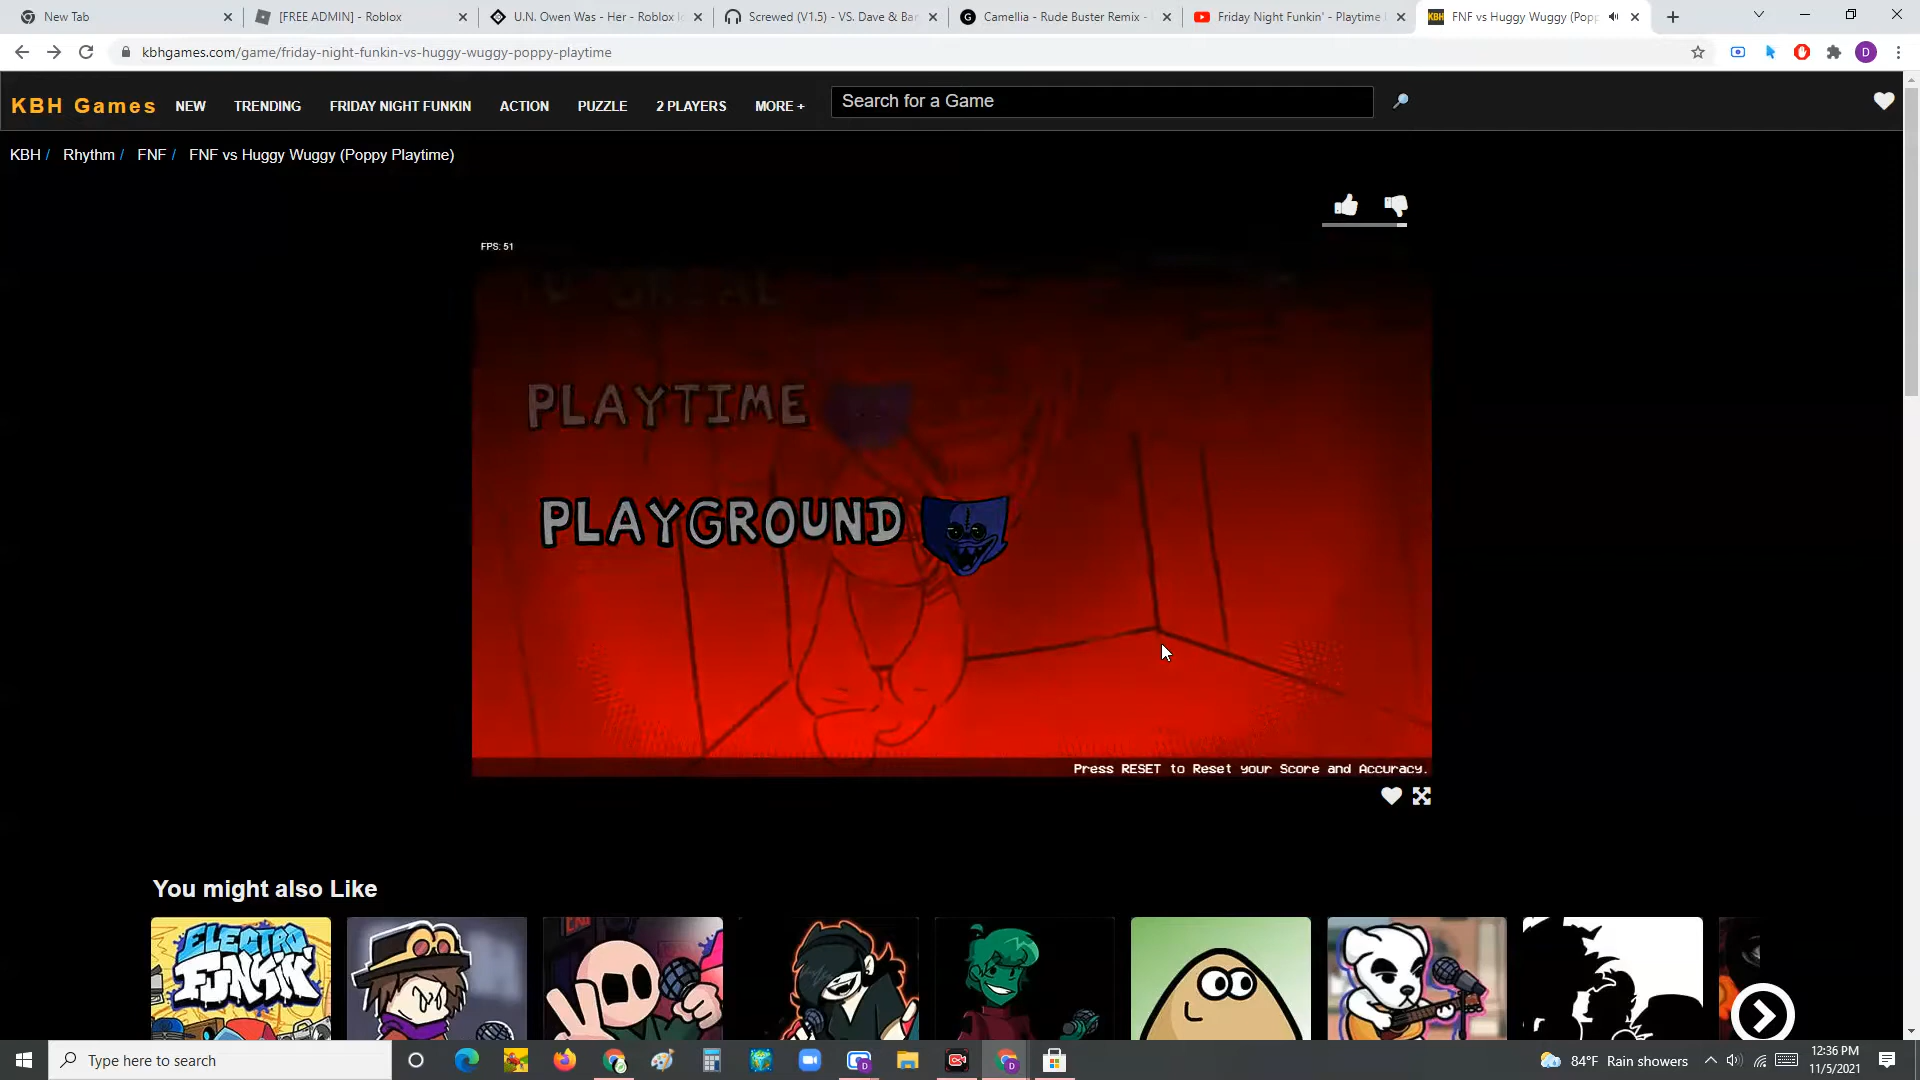 New Tab
[FREE ADMIN] - Roblox
U.N. Owen Was - Her - Roblox
Screwed (V1.5) - VS. Dave & Ba
Camellia - Rude Buster Remix -
Friday Night Funkin' - Playtime
FNF vs Huggy Wuggy (Popp
kbhgames.com/game/friday-night-funkin-vs-huggy-wuggy-poppy-playtime
D
KBH Games
NEW
TRENDING
FRIDAY NIGHT FUNKIN
ACTION
PUZZLE
2 PLAYERS
MORE +
Search for a Game
KBH / Rhythm / FNF / FNF vs Huggy Wuggy (Poppy Playtime)
FPS: 51
TUTORIAL
PLAYTIME
PLAYGROUND
Press RESET to Reset your Score and Accuracy.
You might also Like
ELECTRO
FUNKIN'
Type here to search
84°F Rain showers
12:36 PM
11/5/2021